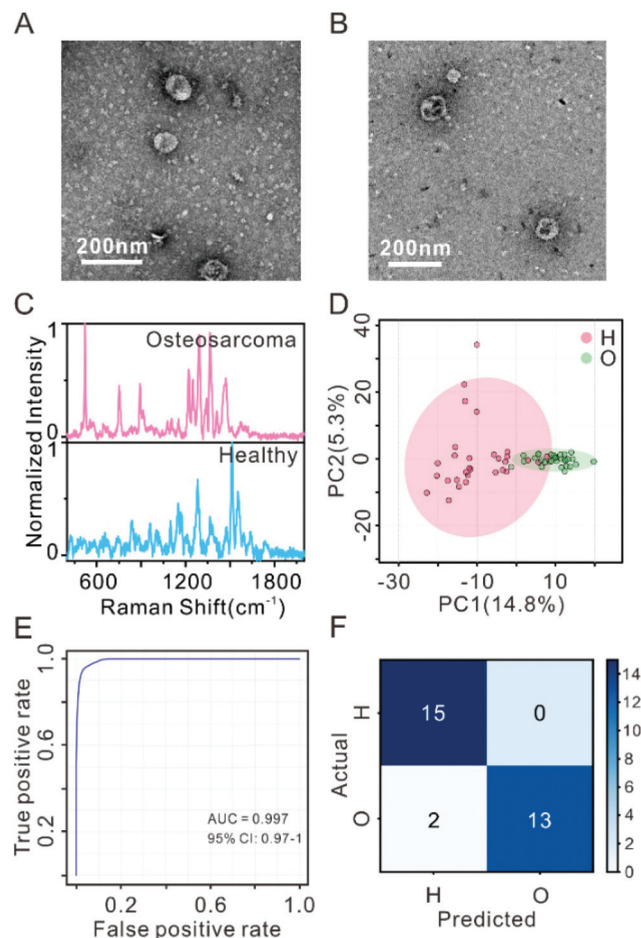 A
B
200nm
200nm
C
D
1
Osteosarcoma
0
1
Healthy
0
Normalized Intensity
600
1200
1800
Raman Shift(cm⁻¹)
H
O
40
20
0
-20
PC2(5.3%)
-30
-10
10
20
PC1(14.8%)
E
F
1.0
0.6
0.2
True positive rate
AUC = 0.997
95% CI: 0.97-1
0.2
0.6
1.0
False positive rate
Actual
H
O
15
0
2
13
H
O
Predicted
14
12
10
8
6
4
2
0